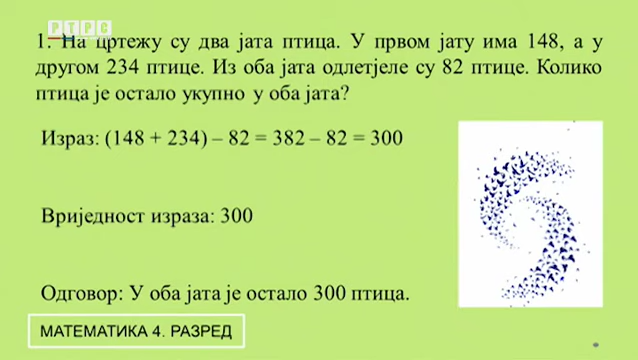 РТРС
1. На цртежу су два јата птица. У првом јату има 148, а у
другом 234 птице. Из оба јата одлетјеле су 82 птице. Колико
птица је остало укупно у оба јата?
Израз: (148 + 234) – 82 = 382 – 82 = 300
Вриједност израза: 300
Одговор: У оба јата је остало 300 птица.
МАТЕМАТИКА 4. РАЗРЕД